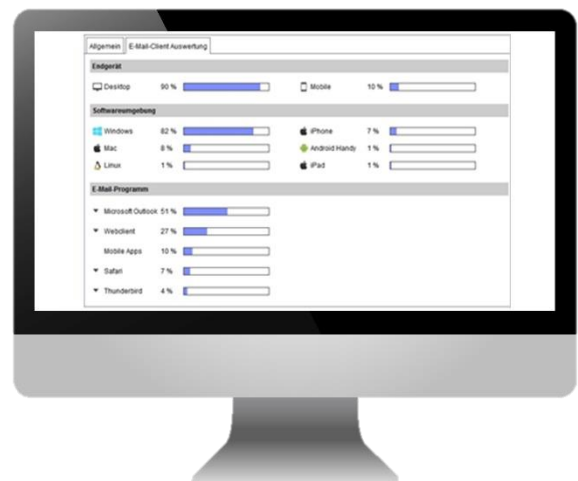 Allgemein E-Mail-Client Auswertung
Endgerät
Desktop 90 % Mobile 10 %
Softwareumgebung
Windows 82 % iPhone 7 %
Mac 8 % Android Handy 1 %
Linux 1 % iPad 1 %
E-Mail-Programm
Microsoft Outlook 51 %
Webclient 27 %
Mobile Apps 10 %
Safari 7 %
Thunderbird 4 %